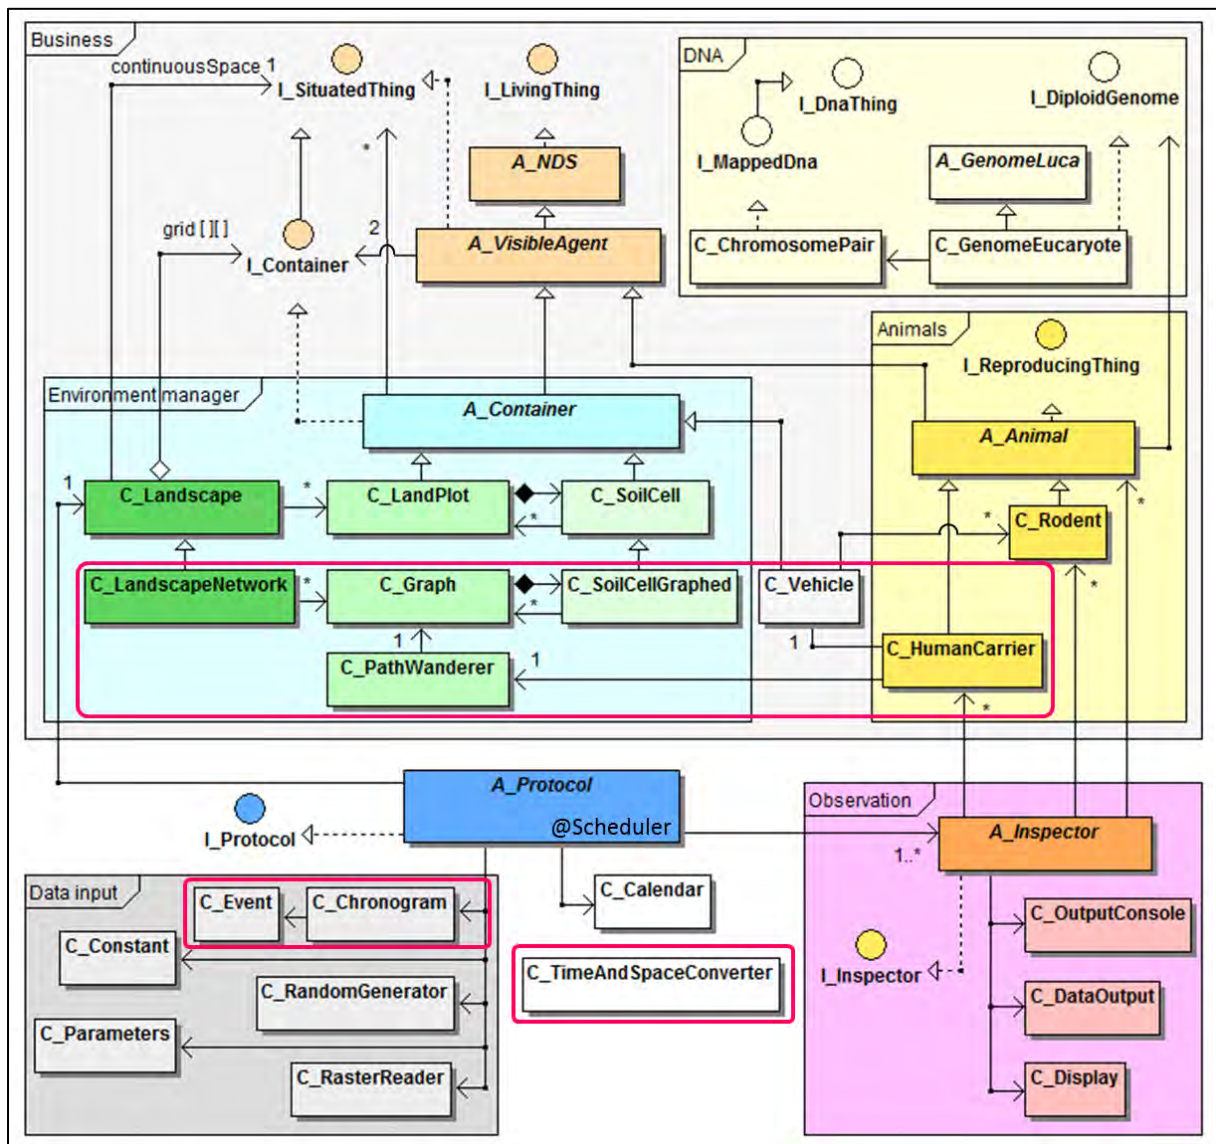 Business
continuousSpace 1
I_SituatedThing
I_LivingThing
DNA
I_DnaThing
I_DiploidGenome
I_MappedDna
A_GenomeLuca
A_NDS
*
grid [ ][ ]
2
A_VisibleAgent
I_Container
C_ChromosomePair
C_GenomeEucaryote
Animals
I_ReproducingThing
Environment manager
A_Container
A_Animal
1
C_Landscape
*
C_LandPlot
*
C_SoilCell
*
C_Rodent
*
C_LandscapeNetwork
*
C_Graph
*
C_SoilCellGraphed
C_Vehicle
*
1
C_PathWanderer
1
1
C_HumanCarrier
*
A_Protocol
@Scheduler
I_Protocol
Observation
A_Inspector
1..*
Data input
C_Event
C_Chronogram
C_Calendar
C_OutputConsole
C_Constant
C_TimeAndSpaceConverter
I_Inspector
C_RandomGenerator
C_DataOutput
C_Parameters
C_RasterReader
C_Display